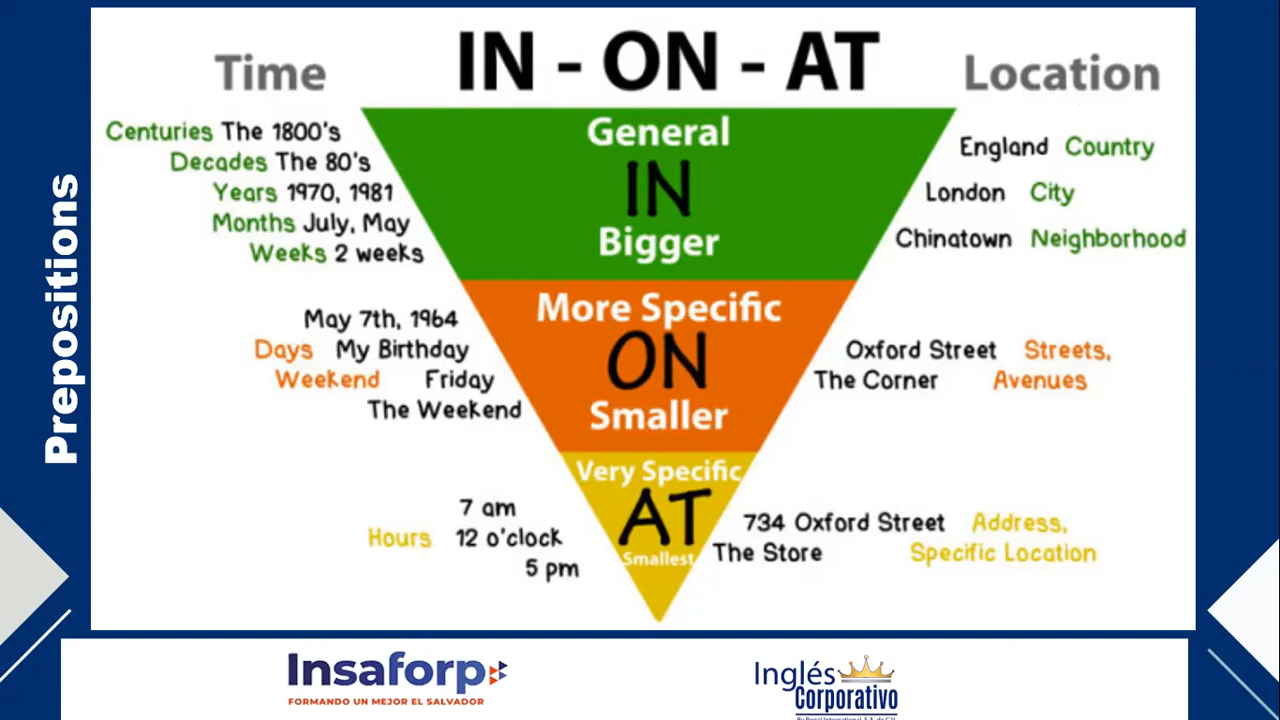 Prepositions
IN - ON - AT
Time
Location
General
IN
Bigger
Centuries The 1800's
Decades The 80's
Years 1970, 1981
Months July, May
Weeks 2 weeks
England Country
London City
Chinatown Neighborhood
More Specific
ON
Smaller
May 7th, 1964
Days My Birthday
Weekend Friday
The Weekend
Oxford Street Streets,
The Corner Avenues
Very Specific
AT
Smallest
7 am
Hours 12 o'clock
5 pm
734 Oxford Street Address,
The Store Specific Location
Insaforp
FORMANDO UN MEJOR EL SALVADOR
Inglés
Corporativo